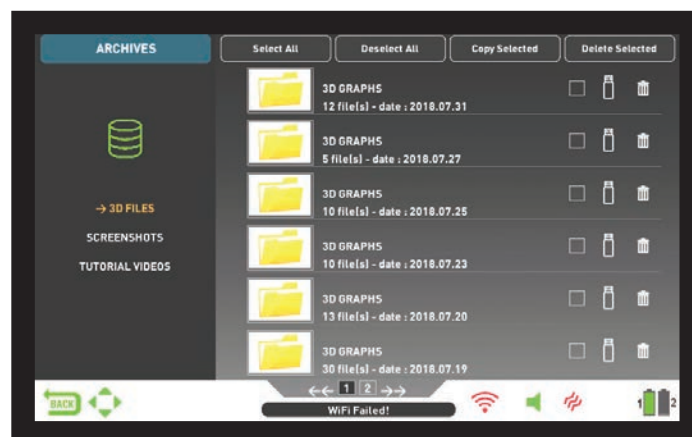 ARCHIVES
Select All
Deselect All
Copy Selected
Delete Selected
3D GRAPHS
12 file(s) - date : 2018.07.31
3D GRAPHS
5 file(s) - date : 2018.07.27
3D GRAPHS
10 file(s) - date : 2018.07.25
3D GRAPHS
10 file(s) - date : 2018.07.23
3D GRAPHS
13 file(s) - date : 2018.07.20
3D GRAPHS
30 file(s) - date : 2018.07.19
→ 3D FILES
SCREENSHOTS
TUTORIAL VIDEOS
BACK
←← 1 2 →→
WiFi Failed!
1 2